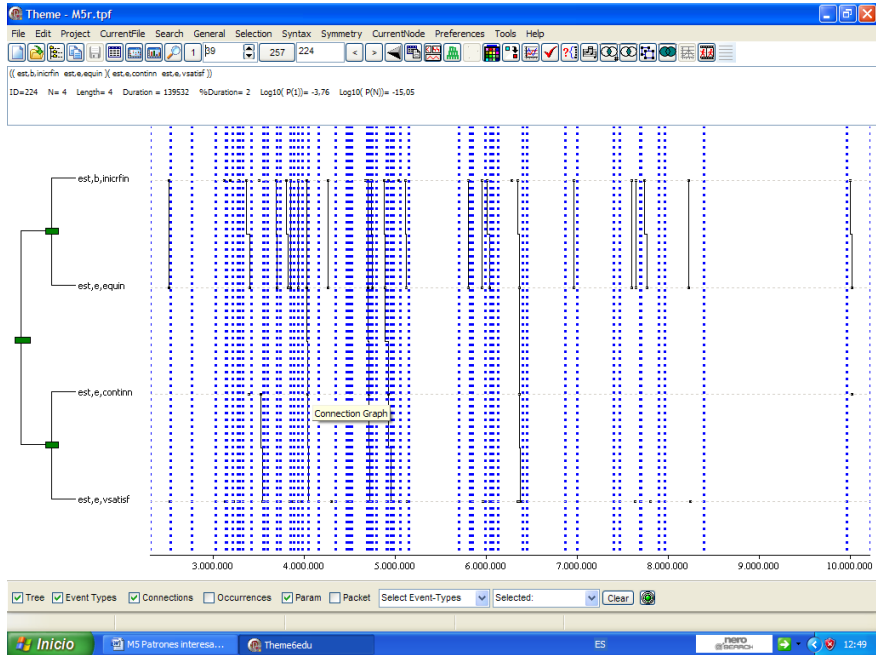 Theme - M5r.tpf
File Edit Project CurrentFile Search General Selection Syntax Symmetry CurrentNode Preferences Tools Help
1 39 257 224 < >
(( est,b,inicrfin est,e,equin )( est,e,continn est,e,vsatisf ))
ID=224 N= 4 Length= 4 Duration = 139532 %Duration= 2 Log10( P(1))= -3,76 Log10( P(N))= -15,05
est,b,inicrfin
est,e,equin
est,e,continn
Connection Graph
est,e,vsatisf
3.000.000 4.000.000 5.000.000 6.000.000 7.000.000 8.000.000 9.000.000 10.000.000
Tree Event Types Connections Occurrences Param Packet Select Event-Types Selected: Clear
Inicio M5 Patrones interesa... Theme6edu ES nero SEARCH 12:49